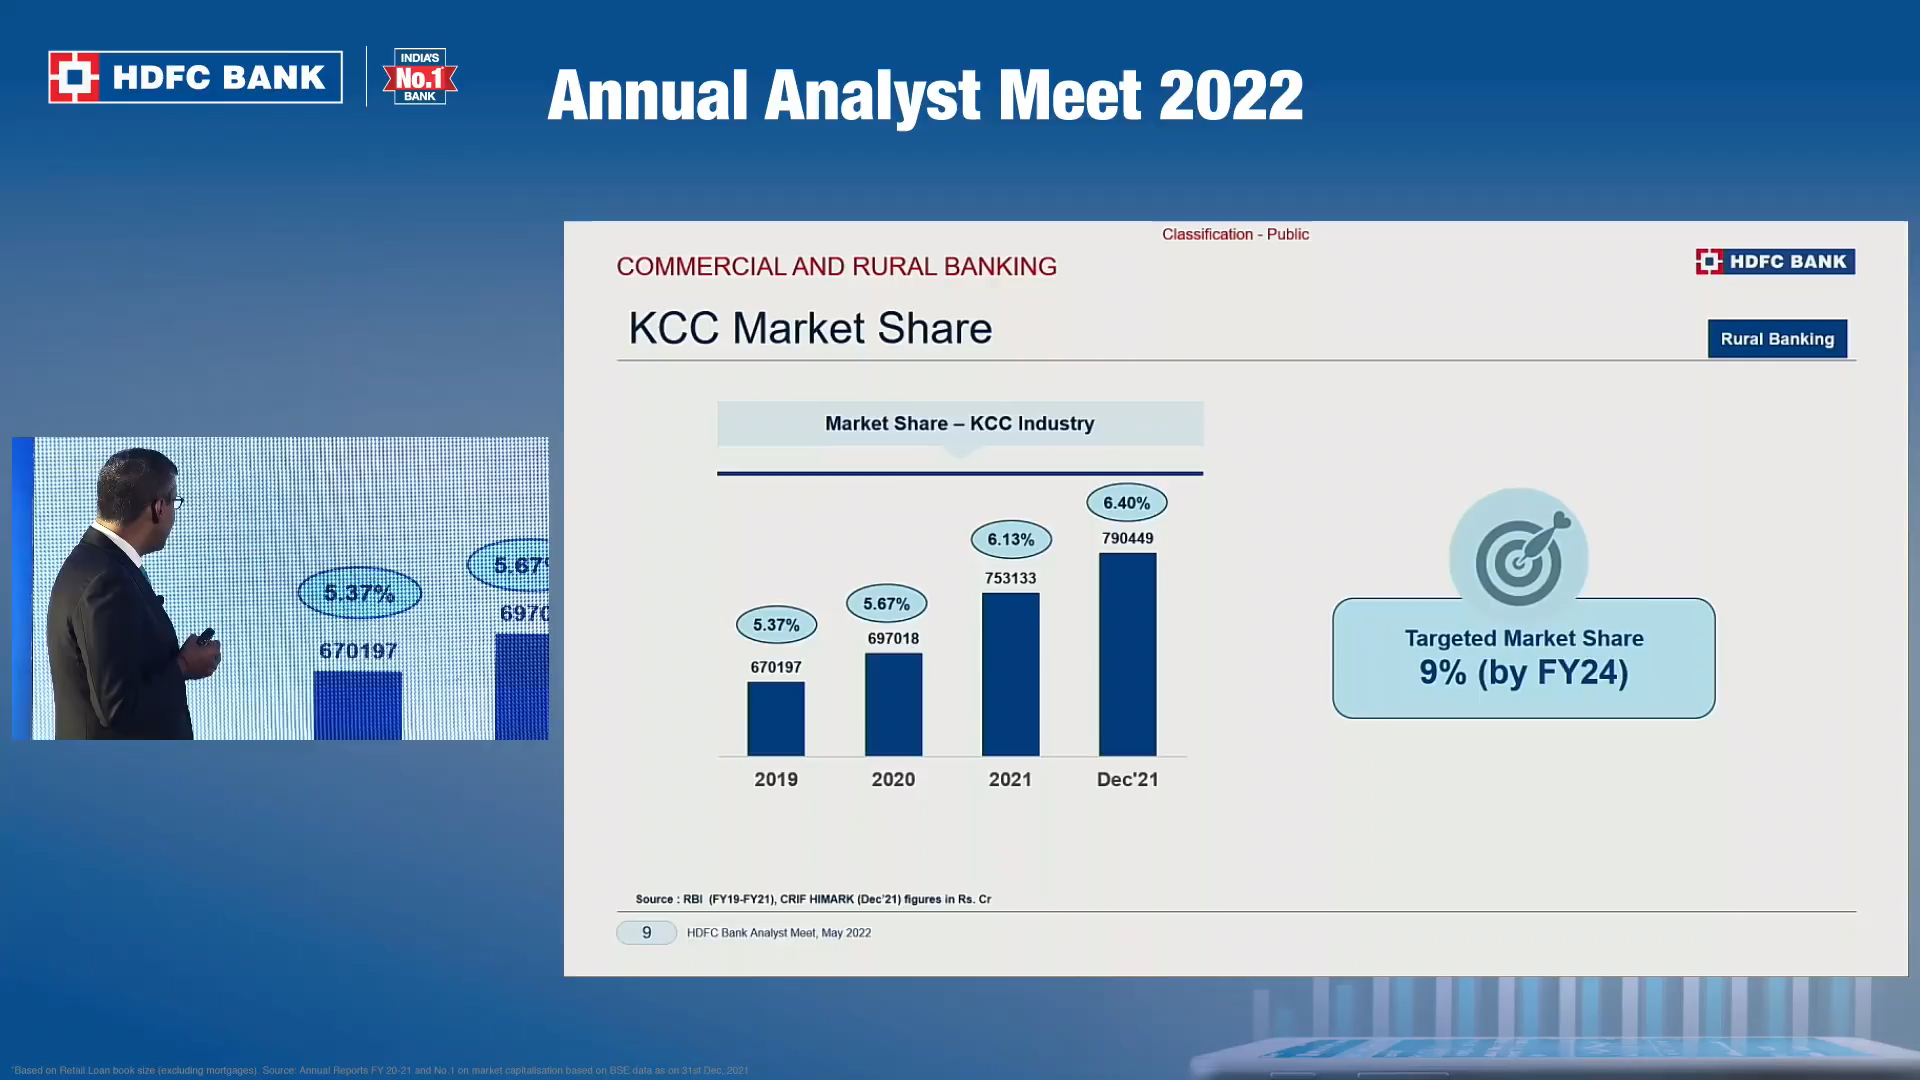 HDFC BANK
INDIA'S
No.1
BANK
Annual Analyst Meet 2022
Classification - Public
COMMERCIAL AND RURAL BANKING
HDFC BANK
KCC Market Share
Rural Banking
Market Share – KCC Industry
6.40%
790449
6.13%
753133
5.67%
697018
5.37%
670197
2019 2020 2021 Dec'21
Targeted Market Share
9% (by FY24)
Source : RBI (FY19-FY21), CRIF HIMARK (Dec'21) figures in Rs. Cr
9 HDFC Bank Analyst Meet, May 2022
5.37%
670197
5.67%
6970
*Based on Retail Loan book size (excluding mortgages). Source: Annual Reports FY 20-21 and No.1 on market capitalisation based on BSE data as on 31st Dec, 2021